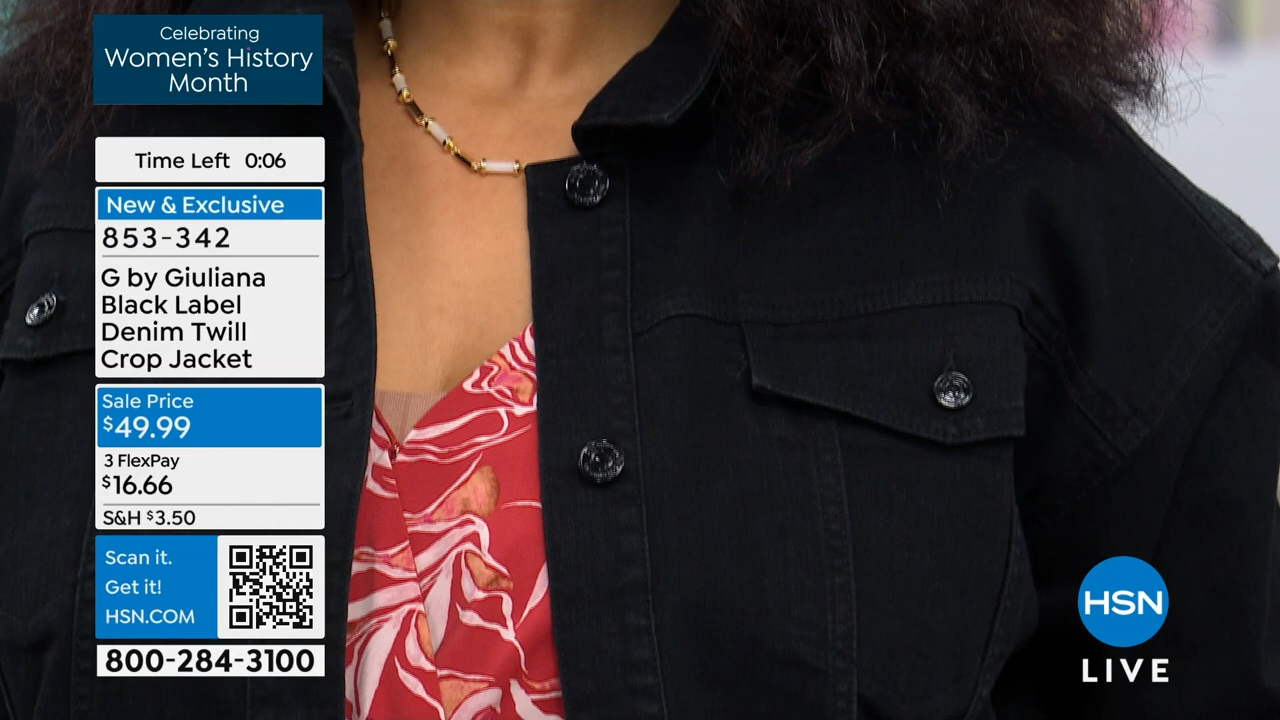 Celebrating
Women's History
Month
Time Left 0:06
New & Exclusive
853-342
G by Giuliana
Black Label
Denim Twill
Crop Jacket
Sale Price
$49.99
3 FlexPay
$16.66
S&H $3.50
Scan it.
Get it!
HSN.COM
800-284-3100
HSN
LIVE